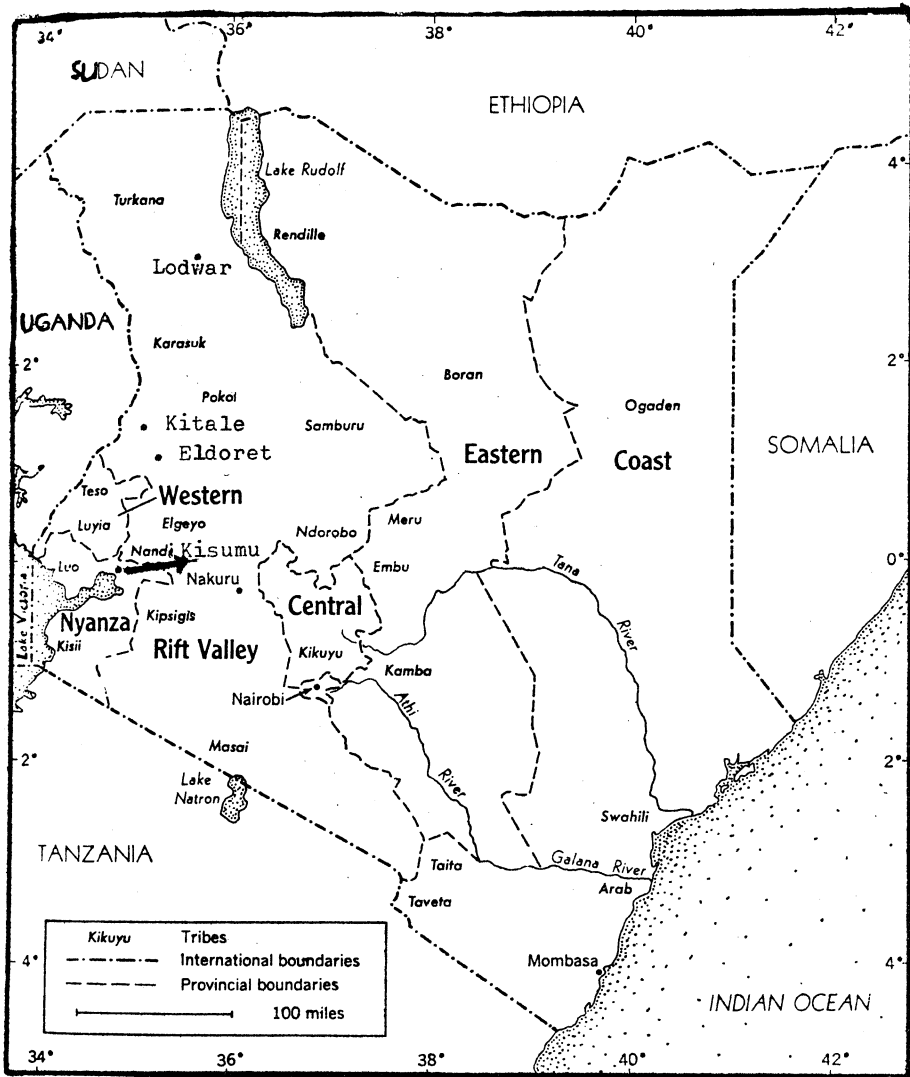 34° 36° 38° 40° 42°
SUDAN
ETHIOPIA
4° 4°
Lake Rudolf
Turkana
Rendille
Lodwar
UGANDA
Karasuk
2° 2°
Boran
Pokot
Ogaden
Kitale
Samburu
SOMALIA
Eldoret
Eastern
Coast
Teso
Western
Luyia
Elgeyo
Meru
Ndorobo
Nandi
Kisumu
0°
Luo
Embu
Tana
River
Nakuru
Central
Lake Victoria
Nyanza
Kipsigis
Kisii
Rift Valley
Kikuyu
Kamba
Nairobi
Athi
River
Masai
2° 2°
Lake
Natron
Swahili
TANZANIA
Taita
Galana River
Arab
Taveta
Kikuyu Tribes
International boundaries
Provincial boundaries
100 miles
Mombasa
4° 4°
INDIAN OCEAN
34° 36° 38° 40° 42°